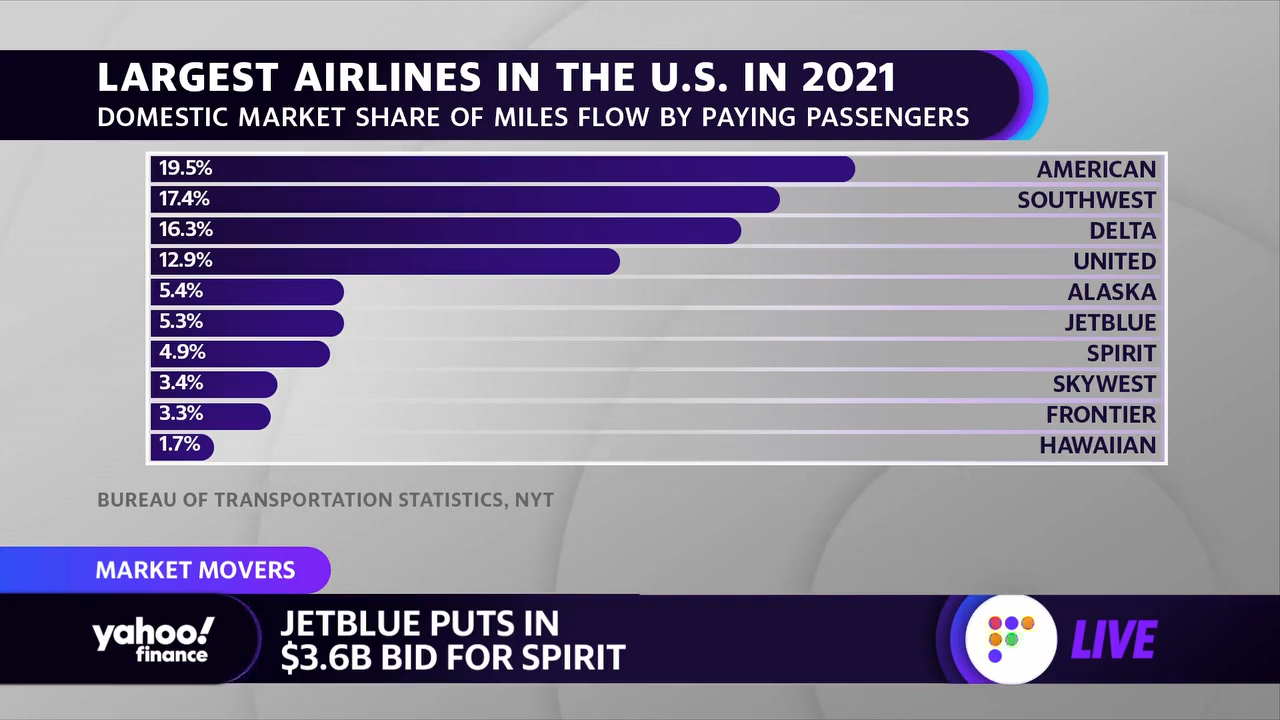 LARGEST AIRLINES IN THE U.S. IN 2021
DOMESTIC MARKET SHARE OF MILES FLOW BY PAYING PASSENGERS
19.5% AMERICAN
17.4% SOUTHWEST
16.3% DELTA
12.9% UNITED
5.4% ALASKA
5.3% JETBLUE
4.9% SPIRIT
3.4% SKYWEST
3.3% FRONTIER
1.7% HAWAIIAN
BUREAU OF TRANSPORTATION STATISTICS, NYT
MARKET MOVERS
yahoo!
finance
JETBLUE PUTS IN
$3.6B BID FOR SPIRIT
LIVE